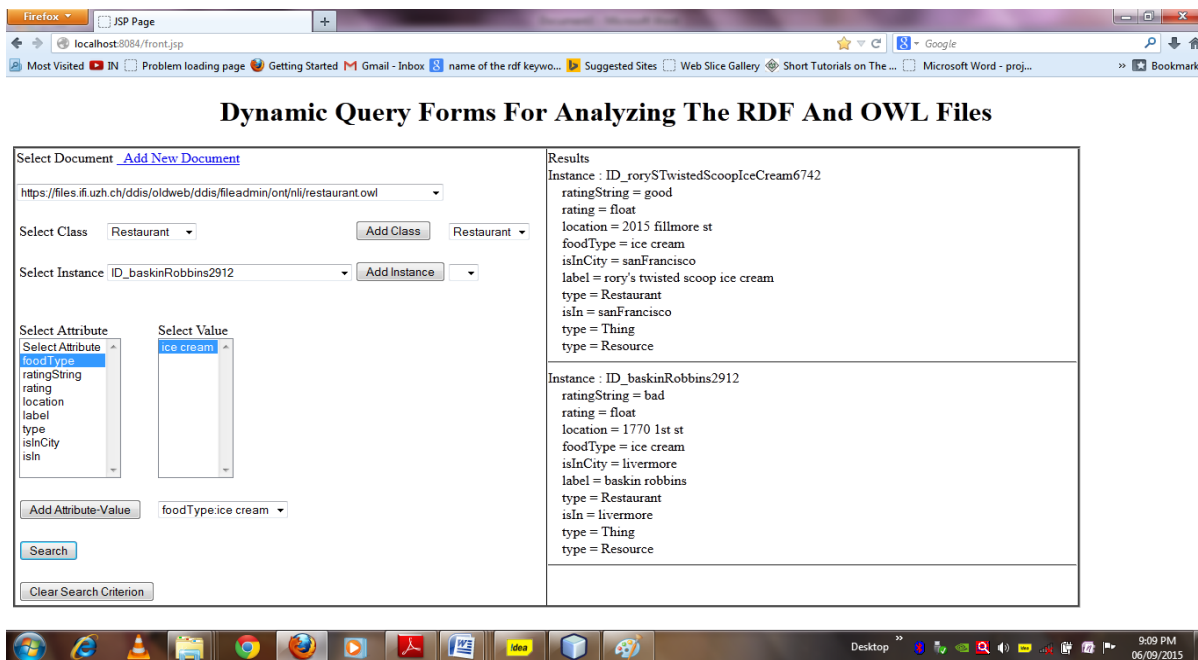 Firefox
JSP Page
+
localhost:8084/front.jsp
Google
Most Visited IN Problem loading page Getting Started Gmail - Inbox name of the rdf keywo... Suggested Sites Web Slice Gallery Short Tutorials on The ... Microsoft Word - proj... » Bookmark
Dynamic Query Forms For Analyzing The RDF And OWL Files
Select Document Add New Document
https://files.ifi.uzh.ch/ddis/oldweb/ddis/fileadmin/ont/nli/restaurant.owl
Select Class Restaurant Add Class Restaurant
Select Instance ID_baskinRobbins2912 Add Instance
Select Attribute Select Value
Select Attribute
foodType
ratingString
rating
location
label
type
isInCity
isIn
ice cream
Add Attribute-Value foodType:ice cream
Search
Clear Search Criterion
Results
Instance : ID_rorySTwistedScoopIceCream6742
ratingString = good
rating = float
location = 2015 fillmore st
foodType = ice cream
isInCity = sanFrancisco
label = rory's twisted scoop ice cream
type = Restaurant
isIn = sanFrancisco
type = Thing
type = Resource
Instance : ID_baskinRobbins2912
ratingString = bad
rating = float
location = 1770 1st st
foodType = ice cream
isInCity = livermore
label = baskin robbins
type = Restaurant
isIn = livermore
type = Thing
type = Resource
Idea
Desktop »
9:09 PM
06/09/2015